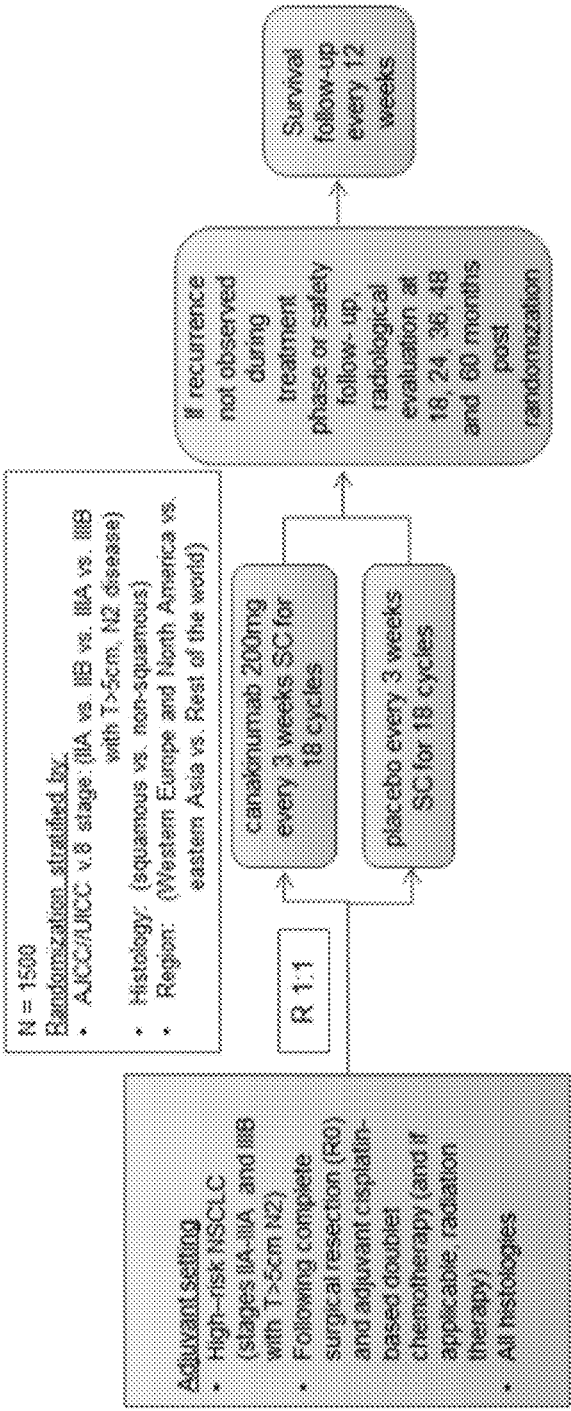 Adjuvant setting
• High-risk NSCLC
(stages IIA-IIIA and IIIB
with T>5cm N2)
• Following complete
surgical resection (R0)
and adjuvant cisplatin-
based doublet
chemotherapy (and if
applicable radiation
therapy)
• All histologies
N = 1500
Randomization stratified by:
• AJCC/UICC v.8 stage: (IIA vs. IIB vs. IIIA vs. IIIB
with T>5cm, N2 disease)
• Histology: (squamous vs. non-squamous)
• Region: (Western Europe and North America vs.
eastern Asia vs. Rest of the world)
R 1:1
canakinumab 200mg
every 3 weeks SC for
18 cycles
placebo every 3 weeks
SC for 18 cycles
If recurrence
not observed
during
treatment
phase or safety
follow- up,
radiological
evaluation at
18, 24, 36, 48
and 60 months
post
randomization
Survival
follow-up
every 12
weeks